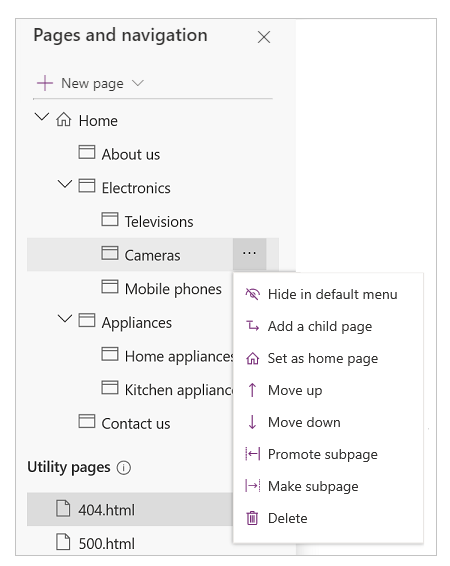 Pages and navigation
New page
Home
About us
Electronics
Televisions
Cameras
Mobile phones
Appliances
Home appliances
Kitchen applianc
Contact us
Hide in default menu
Add a child page
Set as home page
Move up
Move down
Promote subpage
Make subpage
Delete
Utility pages
404.html
500.html